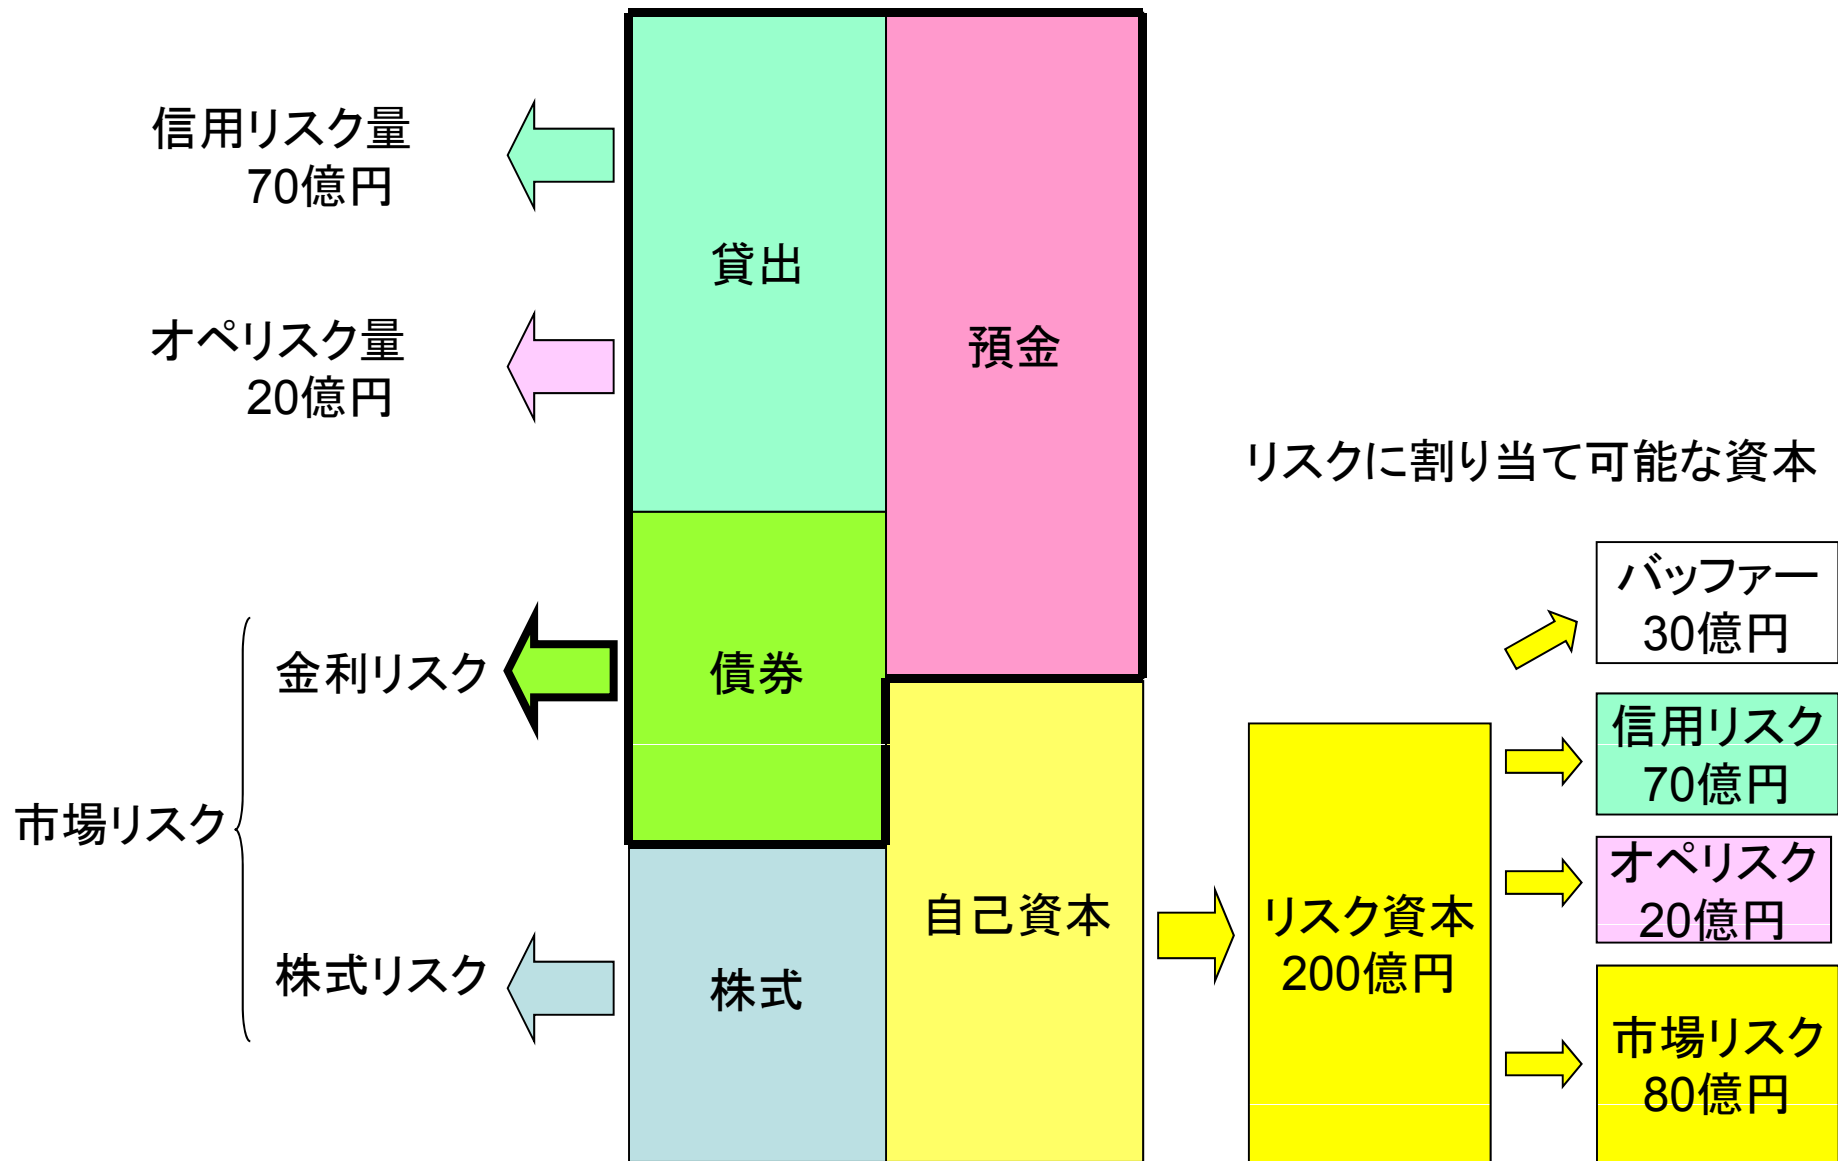 信用リスク量
70億円
オペリスク量
20億円
市場リスク
金利リスク
株式リスク
貸出
債券
株式
預金
自己資本
リスクに割り当て可能な資本
リスク資本
200億円
バッファー
30億円
信用リスク
70億円
オペリスク
20億円
市場リスク
80億円